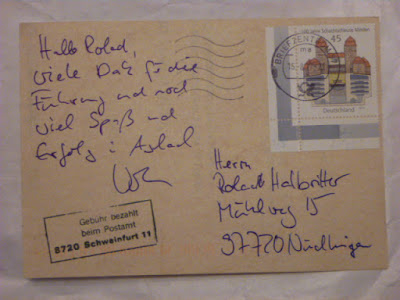 Hallo Roland,
viele Dank für die
Führung und noch
viel Spaß und
Erfolg i Ausland
BRIEFZENTRUM
45
Deutschland
Herrn
Roland Halbritter
Mühlweg 15
97720 Nüdlingen
Gebühr bezahlt
beim Postamt
8720 Schweinfurt 11